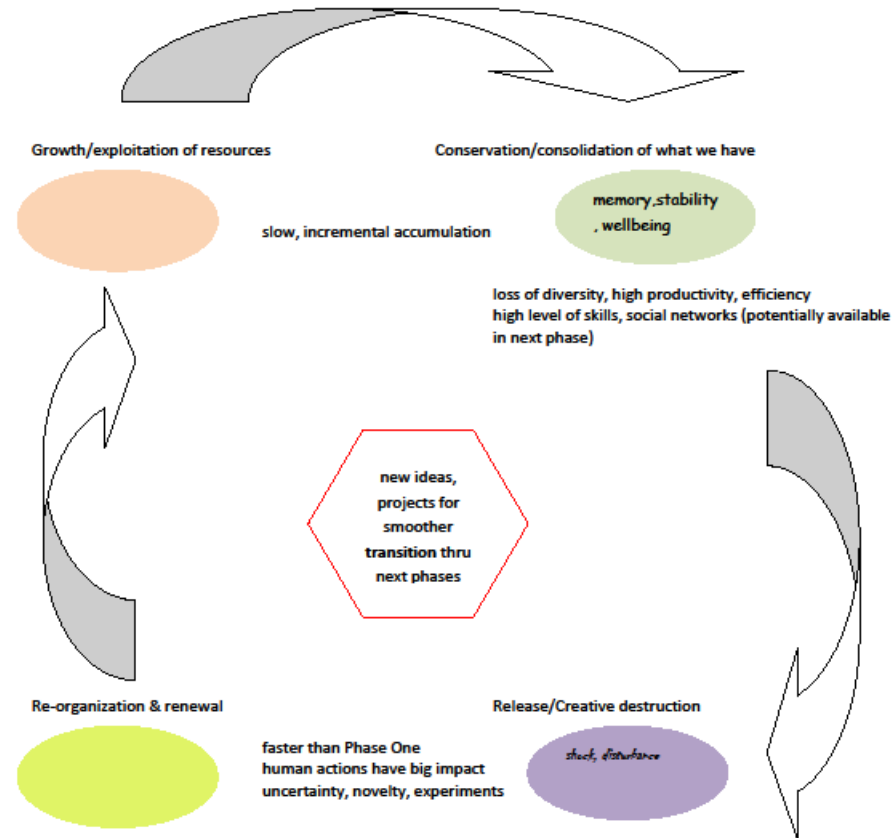 Growth/exploitation of resources
Conservation/consolidation of what we have
memory,stability
, wellbeing
slow, incremental accumulation
loss of diversity, high productivity, efficiency
high level of skills, social networks (potentially available
in next phase)
new ideas,
projects for
smoother
transition thru
next phases
Re-organization & renewal
Release/Creative destruction
faster than Phase One
human actions have big impact
uncertainty, novelty, experiments
shock, disturbance